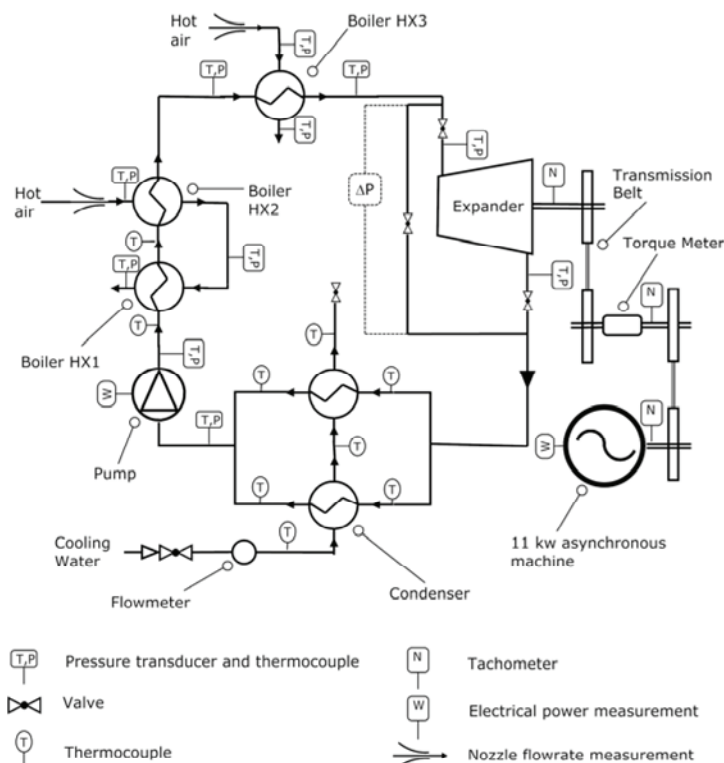 Hot
air
Boiler HX3
T,P
T,P
T,P
T,P
Hot
air
T,P
Boiler
HX2
T
T,P
T,P
T
Boiler HX1
T,P
W
Pump
T,P
ΔP
T,P
Expander
N
Transmission
Belt
T,P
Torque Meter
N
T
T
T
T
T
T
T
N
W
11 kw asynchronous
machine
Cooling
Water
Flowmeter
Condenser
T,P
Pressure transducer and thermocouple
Valve
T
Thermocouple
N
Tachometer
W
Electrical power measurement
Nozzle flowrate measurement